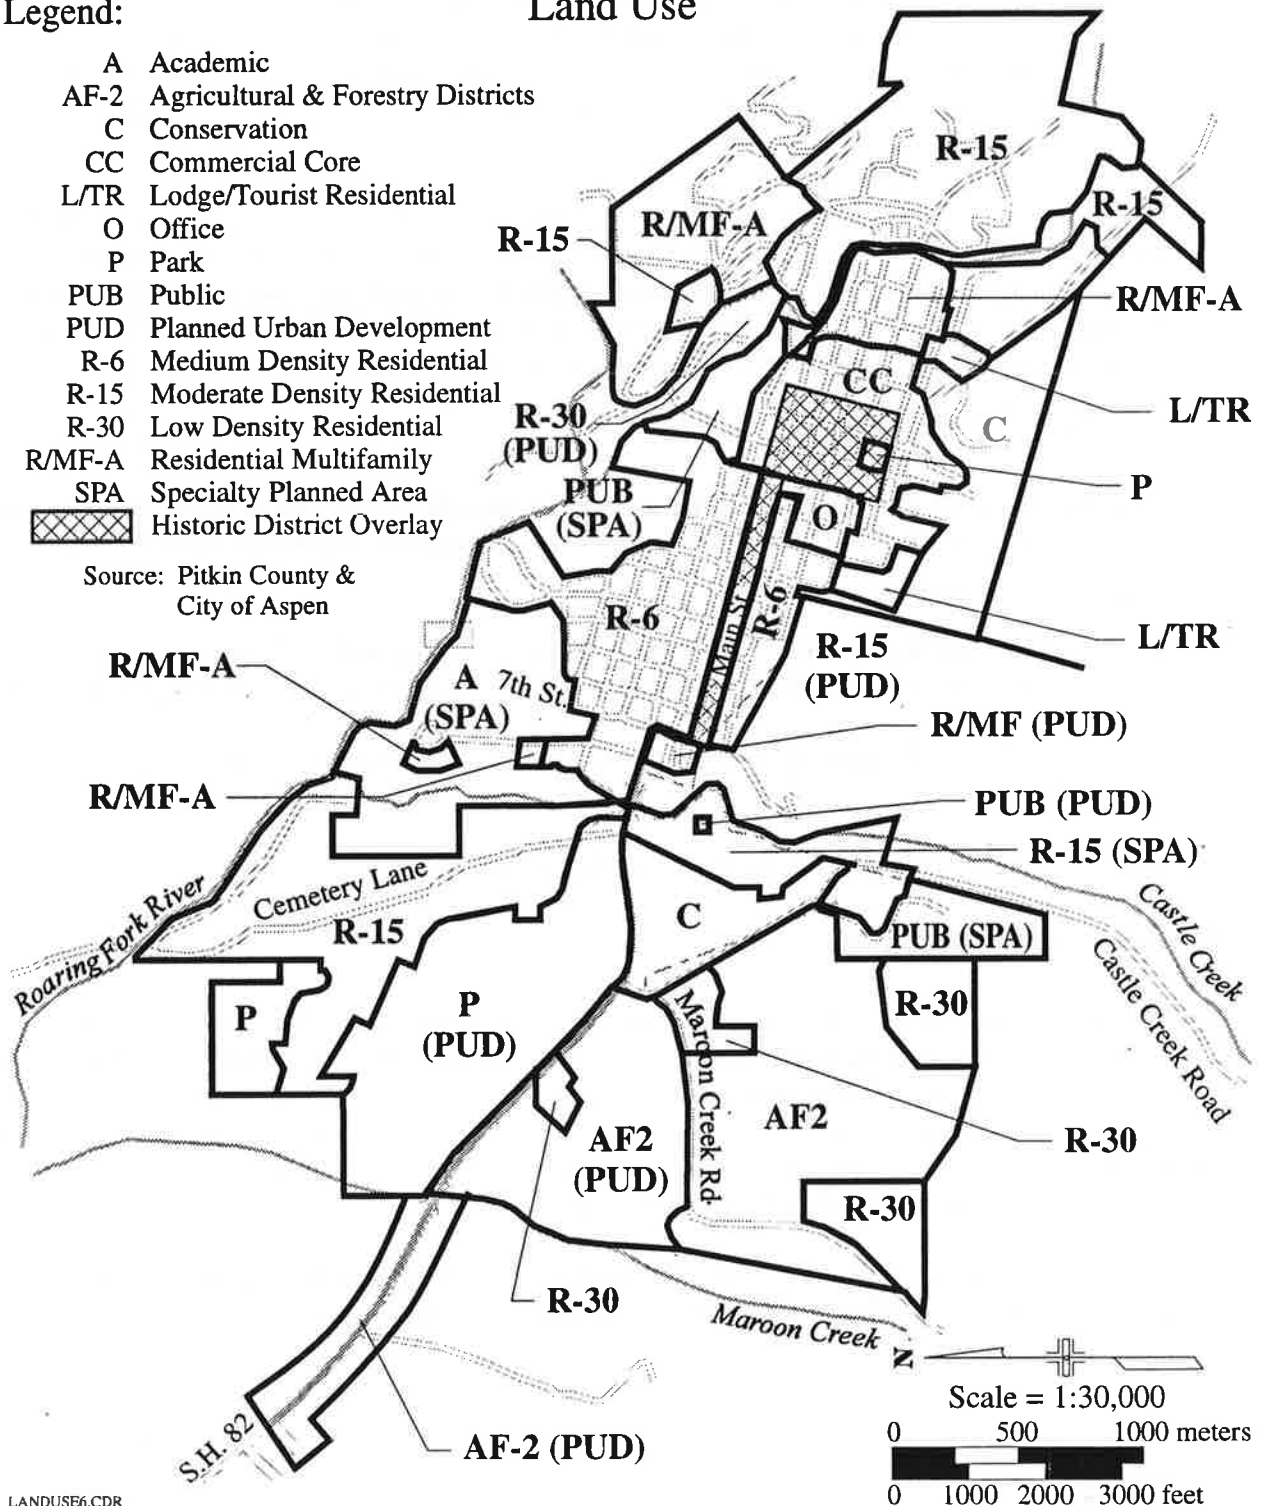 Land Use
Legend:
A Academic
AF-2 Agricultural & Forestry Districts
C Conservation
CC Commercial Core
L/TR Lodge/Tourist Residential
O Office
P Park
PUB Public
PUD Planned Urban Development
R-6 Medium Density Residential
R-15 Moderate Density Residential
R-30 Low Density Residential
R/MF-A Residential Multifamily
SPA Specialty Planned Area
Historic District Overlay
Source: Pitkin County &
City of Aspen
R-15
R-15
R/MF-A
R-15
R/MF-A
CC
L/TR
C
R-30
(PUD)
P
PUB
(SPA)
O
R-6
R-6
Main St
L/TR
R-15
(PUD)
R/MF-A
A
(SPA)
7th St.
R/MF (PUD)
R/MF-A
PUB (PUD)
R-15 (SPA)
Cemetery Lane
Roaring Fork River
R-15
C
PUB (SPA)
Castle Creek
Castle Creek Road
R-30
P
P
(PUD)
Maroon Creek Rd.
AF2
AF2
(PUD)
R-30
R-30
R-30
Maroon Creek
N
S.H. 82
AF-2 (PUD)
Scale = 1:30,000
0 500 1000 meters
0 1000 2000 3000 feet
LANDUSE6.CDR